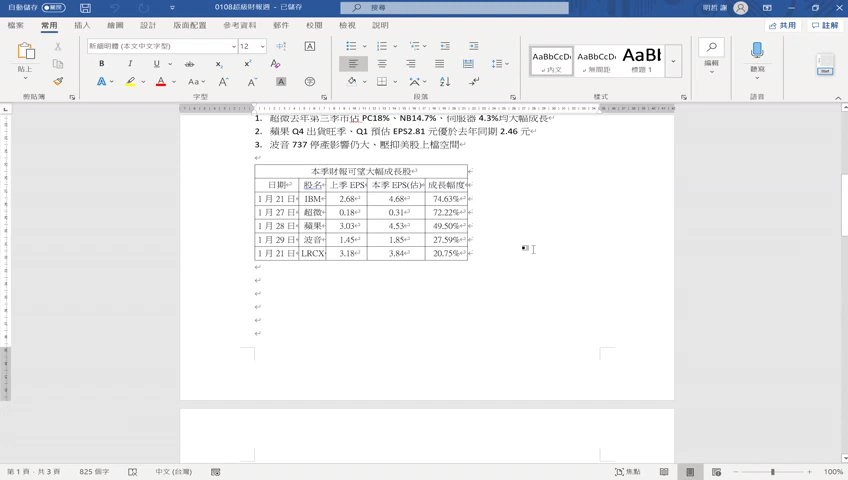 自動儲存 關閉 0108超級財報週 - 已儲存 搜尋 明哲 謝
檔案 常用 插入 繪圖 設計 版面配置 參考資料 郵件 校閱 檢視 說明 共用 註解
新細明體 (本文中文字型) 12
貼上 B I U ab x₂ x² A Aa
AaBbCcD AaBbCcD AaBb
內文 無間距 標題 1 編輯 聽寫
剪貼簿 字型 段落 樣式 語音
1. 超微去年第三季市佔 PC18%、NB14.7%、伺服器 4.3%均大幅成長
2. 蘋果 Q4 出貨旺季、Q1 預估 EPS2.81 元優於去年同期 2.46 元
3. 波音 737 停產影響仍大、壓抑美股上檔空間
本季財報可望大幅成長股
日期 股名 上季 EPS 本季 EPS(估) 成長幅度
1 月 21 日 IBM 2.68 4.68 74.63%
1 月 27 日 超微 0.18 0.31 72.22%
1 月 28 日 蘋果 3.03 4.53 49.50%
1 月 29 日 波音 1.45 1.85 27.59%
1 月 21 日 LRCX 3.18 3.84 20.75%
第 1 頁，共 3 頁 825 個字 中文 (台灣) 焦點 100%